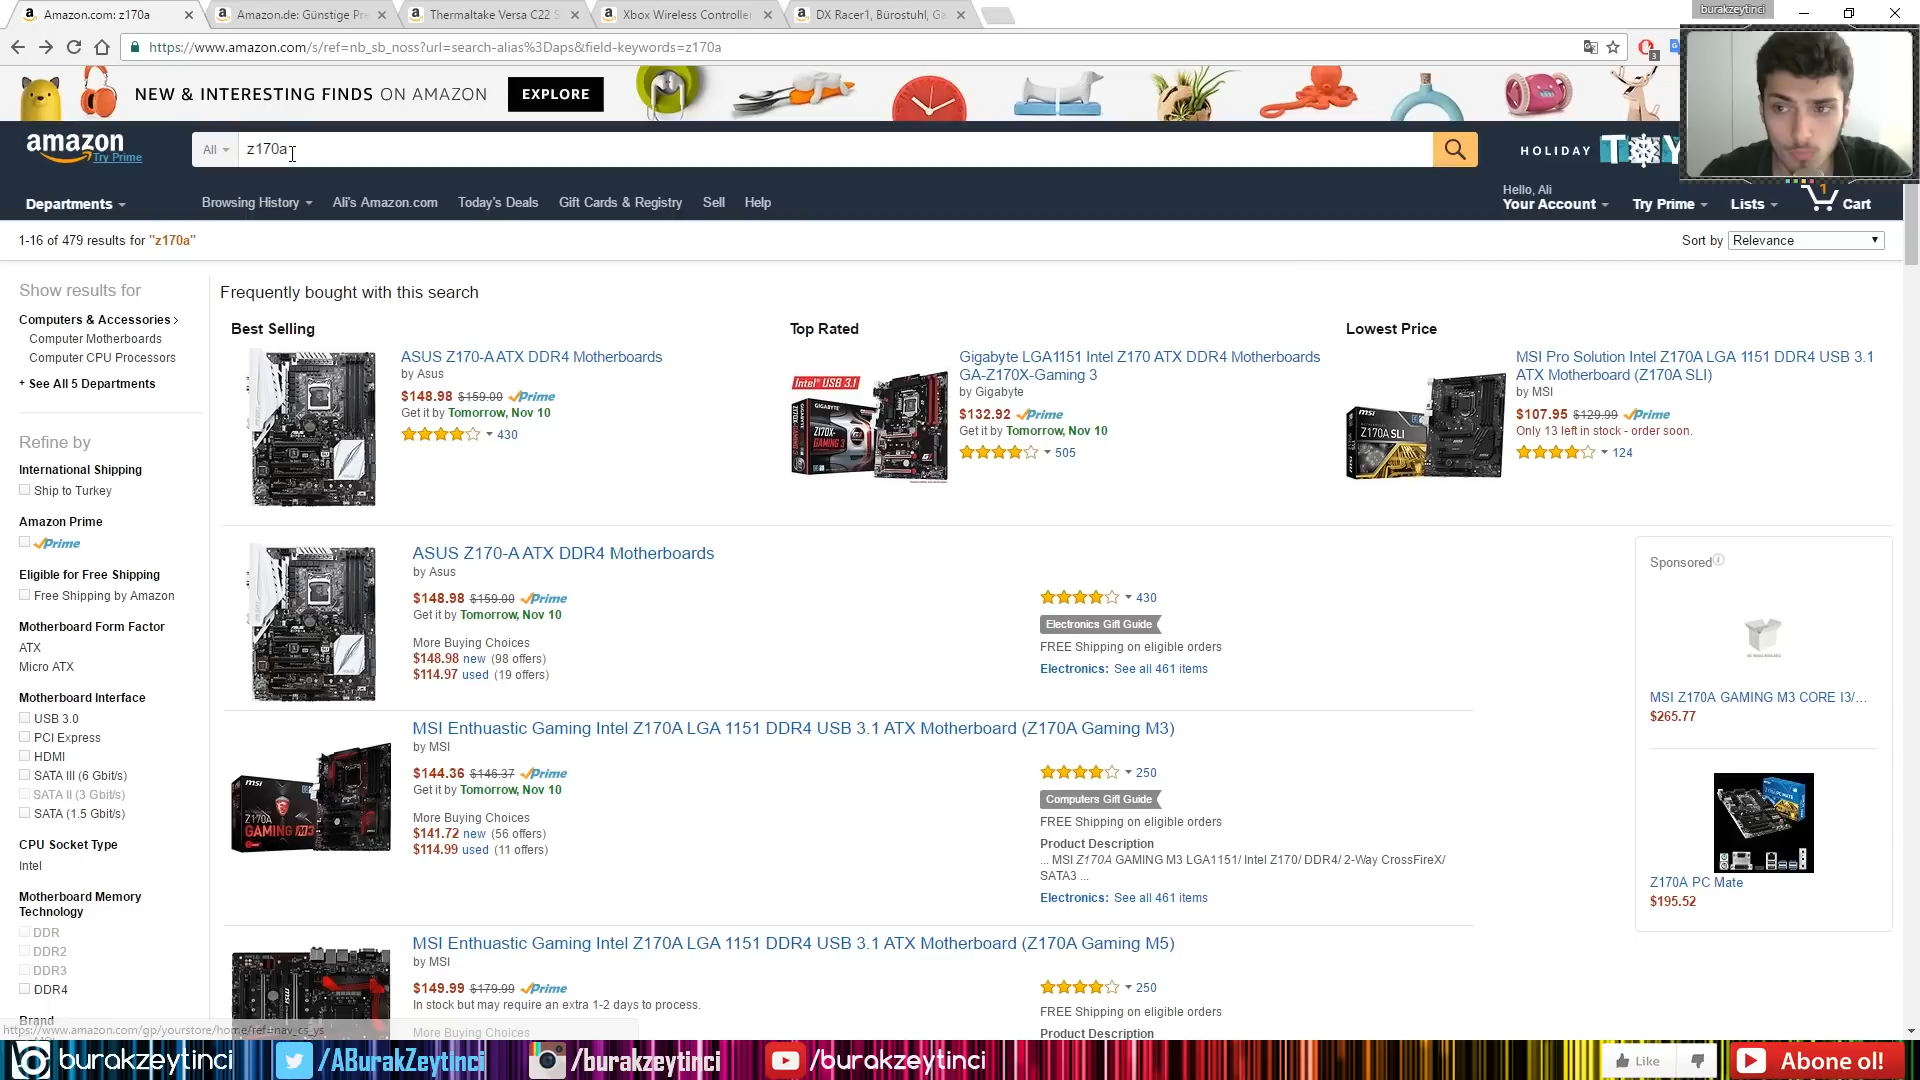 Amazon.com: z170a
Amazon.de: Günstige Pre
Thermaltake Versa C22 S
Xbox Wireless Controller
DX Racer1, Bürostuhl, Ga
burakzeytinci
https://www.amazon.com/s/ref=nb_sb_noss?url=search-alias%3Daps&field-keywords=z170a
3
NEW & INTERESTING FINDS ON AMAZON EXPLORE
amazon
Try Prime
All
z170a
HOLIDAY TOY
Departments
Browsing History
Ali's Amazon.com
Today's Deals
Gift Cards & Registry
Sell
Help
Hello, Ali
Your Account
Try Prime
Lists
1
Cart
1-16 of 479 results for "z170a"
Sort by Relevance
Show results for
Computers & Accessories
Computer Motherboards
Computer CPU Processors
+ See All 5 Departments
Refine by
International Shipping
Ship to Turkey
Amazon Prime
Prime
Eligible for Free Shipping
Free Shipping by Amazon
Motherboard Form Factor
ATX
Micro ATX
Motherboard Interface
USB 3.0
PCI Express
HDMI
SATA III (6 Gbit/s)
SATA II (3 Gbit/s)
SATA (1.5 Gbit/s)
CPU Socket Type
Intel
Motherboard Memory
Technology
DDR
DDR2
DDR3
DDR4
Brand
https://www.amazon.com/gp/yourstore/home/ref=nav_cs_ys
Frequently bought with this search
Best Selling
ASUS Z170-A ATX DDR4 Motherboards
by Asus
$148.98 $159.00 Prime
Get it by Tomorrow, Nov 10
430
Top Rated
Intel® USB 3.1
GIGABYTE
Z170X-
GAMING 3
Gigabyte LGA1151 Intel Z170 ATX DDR4 Motherboards
GA-Z170X-Gaming 3
by Gigabyte
$132.92 Prime
Get it by Tomorrow, Nov 10
505
Lowest Price
msi
Z170A SLI
MSI Pro Solution Intel Z170A LGA 1151 DDR4 USB 3.1
ATX Motherboard (Z170A SLI)
by MSI
$107.95 $129.99 Prime
Only 13 left in stock - order soon.
124
ASUS Z170-A ATX DDR4 Motherboards
by Asus
$148.98 $159.00 Prime
Get it by Tomorrow, Nov 10
More Buying Choices
$148.98 new (98 offers)
$114.97 used (19 offers)
430
Electronics Gift Guide
FREE Shipping on eligible orders
Electronics: See all 461 items
msi
Z170A
GAMING M3
MSI Enthuastic Gaming Intel Z170A LGA 1151 DDR4 USB 3.1 ATX Motherboard (Z170A Gaming M3)
by MSI
$144.36 $146.37 Prime
Get it by Tomorrow, Nov 10
More Buying Choices
$141.72 new (56 offers)
$114.99 used (11 offers)
250
Computers Gift Guide
FREE Shipping on eligible orders
Product Description
... MSI Z170A GAMING M3 LGA1151/ Intel Z170/ DDR4/ 2-Way CrossFireX/
SATA3 ...
Electronics: See all 461 items
MSI Enthuastic Gaming Intel Z170A LGA 1151 DDR4 USB 3.1 ATX Motherboard (Z170A Gaming M5)
by MSI
$149.99 $179.99 Prime
In stock but may require an extra 1-2 days to process.
More Buying Choices
250
FREE Shipping on eligible orders
Product Description
Sponsored
MSI Z170A GAMING M3 CORE I3/...
$265.77
Z170A PC Mate
$195.52
burakzeytinci
/ABurakZeytinci
/burakzeytinci
/burakzeytinci
Like
Abone ol!